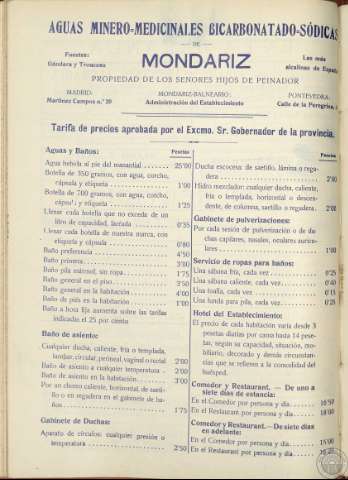 AGUAS MINERO-MEDICINALES BICARBONATADO-SÓDICAS
DE
MONDARIZ
Fuentes:
Gándara y Troncoso
Las más
alcalinas de España
PROPIEDAD DE LOS SEÑORES HIJOS DE PEINADOR
MADRID:
Martínez Campos n.º 29
MONDARIZ-BALNEARIO:
Administración del Establecimiento
PONTEVEDRA:
Calle de la Peregrina,
Tarifa de precios aprobada por el Excmo. Sr. Gobernador de la provincia.
Aguas y Baños: Pesetas
Agua bebida al pie del manantial 25'00
Botella de 350 gramos, con agua, corcho,
cápsula y etiqueta 1'00
Botella de 700 gramos, con agua, corcho,
cápsula y etiqueta 1'25
Llenar cada botella que no exceda de un
litro de capacidad, lacrada 0'55
Llenar cada botella de nuestra marca, con
etiqueta y cápsula 0'80
Baño preferencia 4'50
Baño primera 3'00
Baño pila mineral, sin ropa 1'75
Baño general en el piso 3'50
Baño general en la habitación 4'00
Baño de pila en la habitación 1'00
Baño a hora fija aumenta sobre las tarifas
indicadas el 25 por ciento
Baño de asiento:
Cualquier ducha, caliente, fría o templada,
lumbar, circular, perineal, vaginal o rectal 2'00
Baño de asiento a cualquier temperatura 2'00
Baño de asiento en la habitación 3'00
Por un chorro caliente, horizontal, de sartillo
o en regadera en el gabinete de baños
1'75
Gabinete de Duchas:
Aparato de círculos: cualquier presión o
temperatura 2'50
Pesetas
Ducha escocesa: de sartillo, lámina o regadera
2'00
Hidro mezclador: cualquier ducha, caliente,
fría o templada, horizontal o descendente,
de columna, sartillo o regadera 2'00
Gabinete de pulverizaciones:
Por cada sesión de pulverización o de duchas
capilares, nasales, oculares auriculares
1'00
Servicio de ropas para baños:
Una sábana fría, cada vez 0'25
Una sábana caliente, cada vez 0'40
Una toalla, cada vez 0'15
Una funda para pila, cada vez 0'25
Hotel del Establecimiento:
El precio de cada habitación varía desde 3
pesetas diarias por cama hasta 14 pesetas,
según su capacidad, situación, mobiliario,
decorado y demás circunstancias
que se refieren a la comodidad del
huésped.
Comedor y Restaurant. — De uno a
siete días de estancia:
En el Comedor por persona y día 16'50
En el Restaurant por persona y día 18'00
Comedor y Restaurant. — De siete días
en adelante:
En el Comedor por persona y día 15'00
En el Restaurant por persona y día